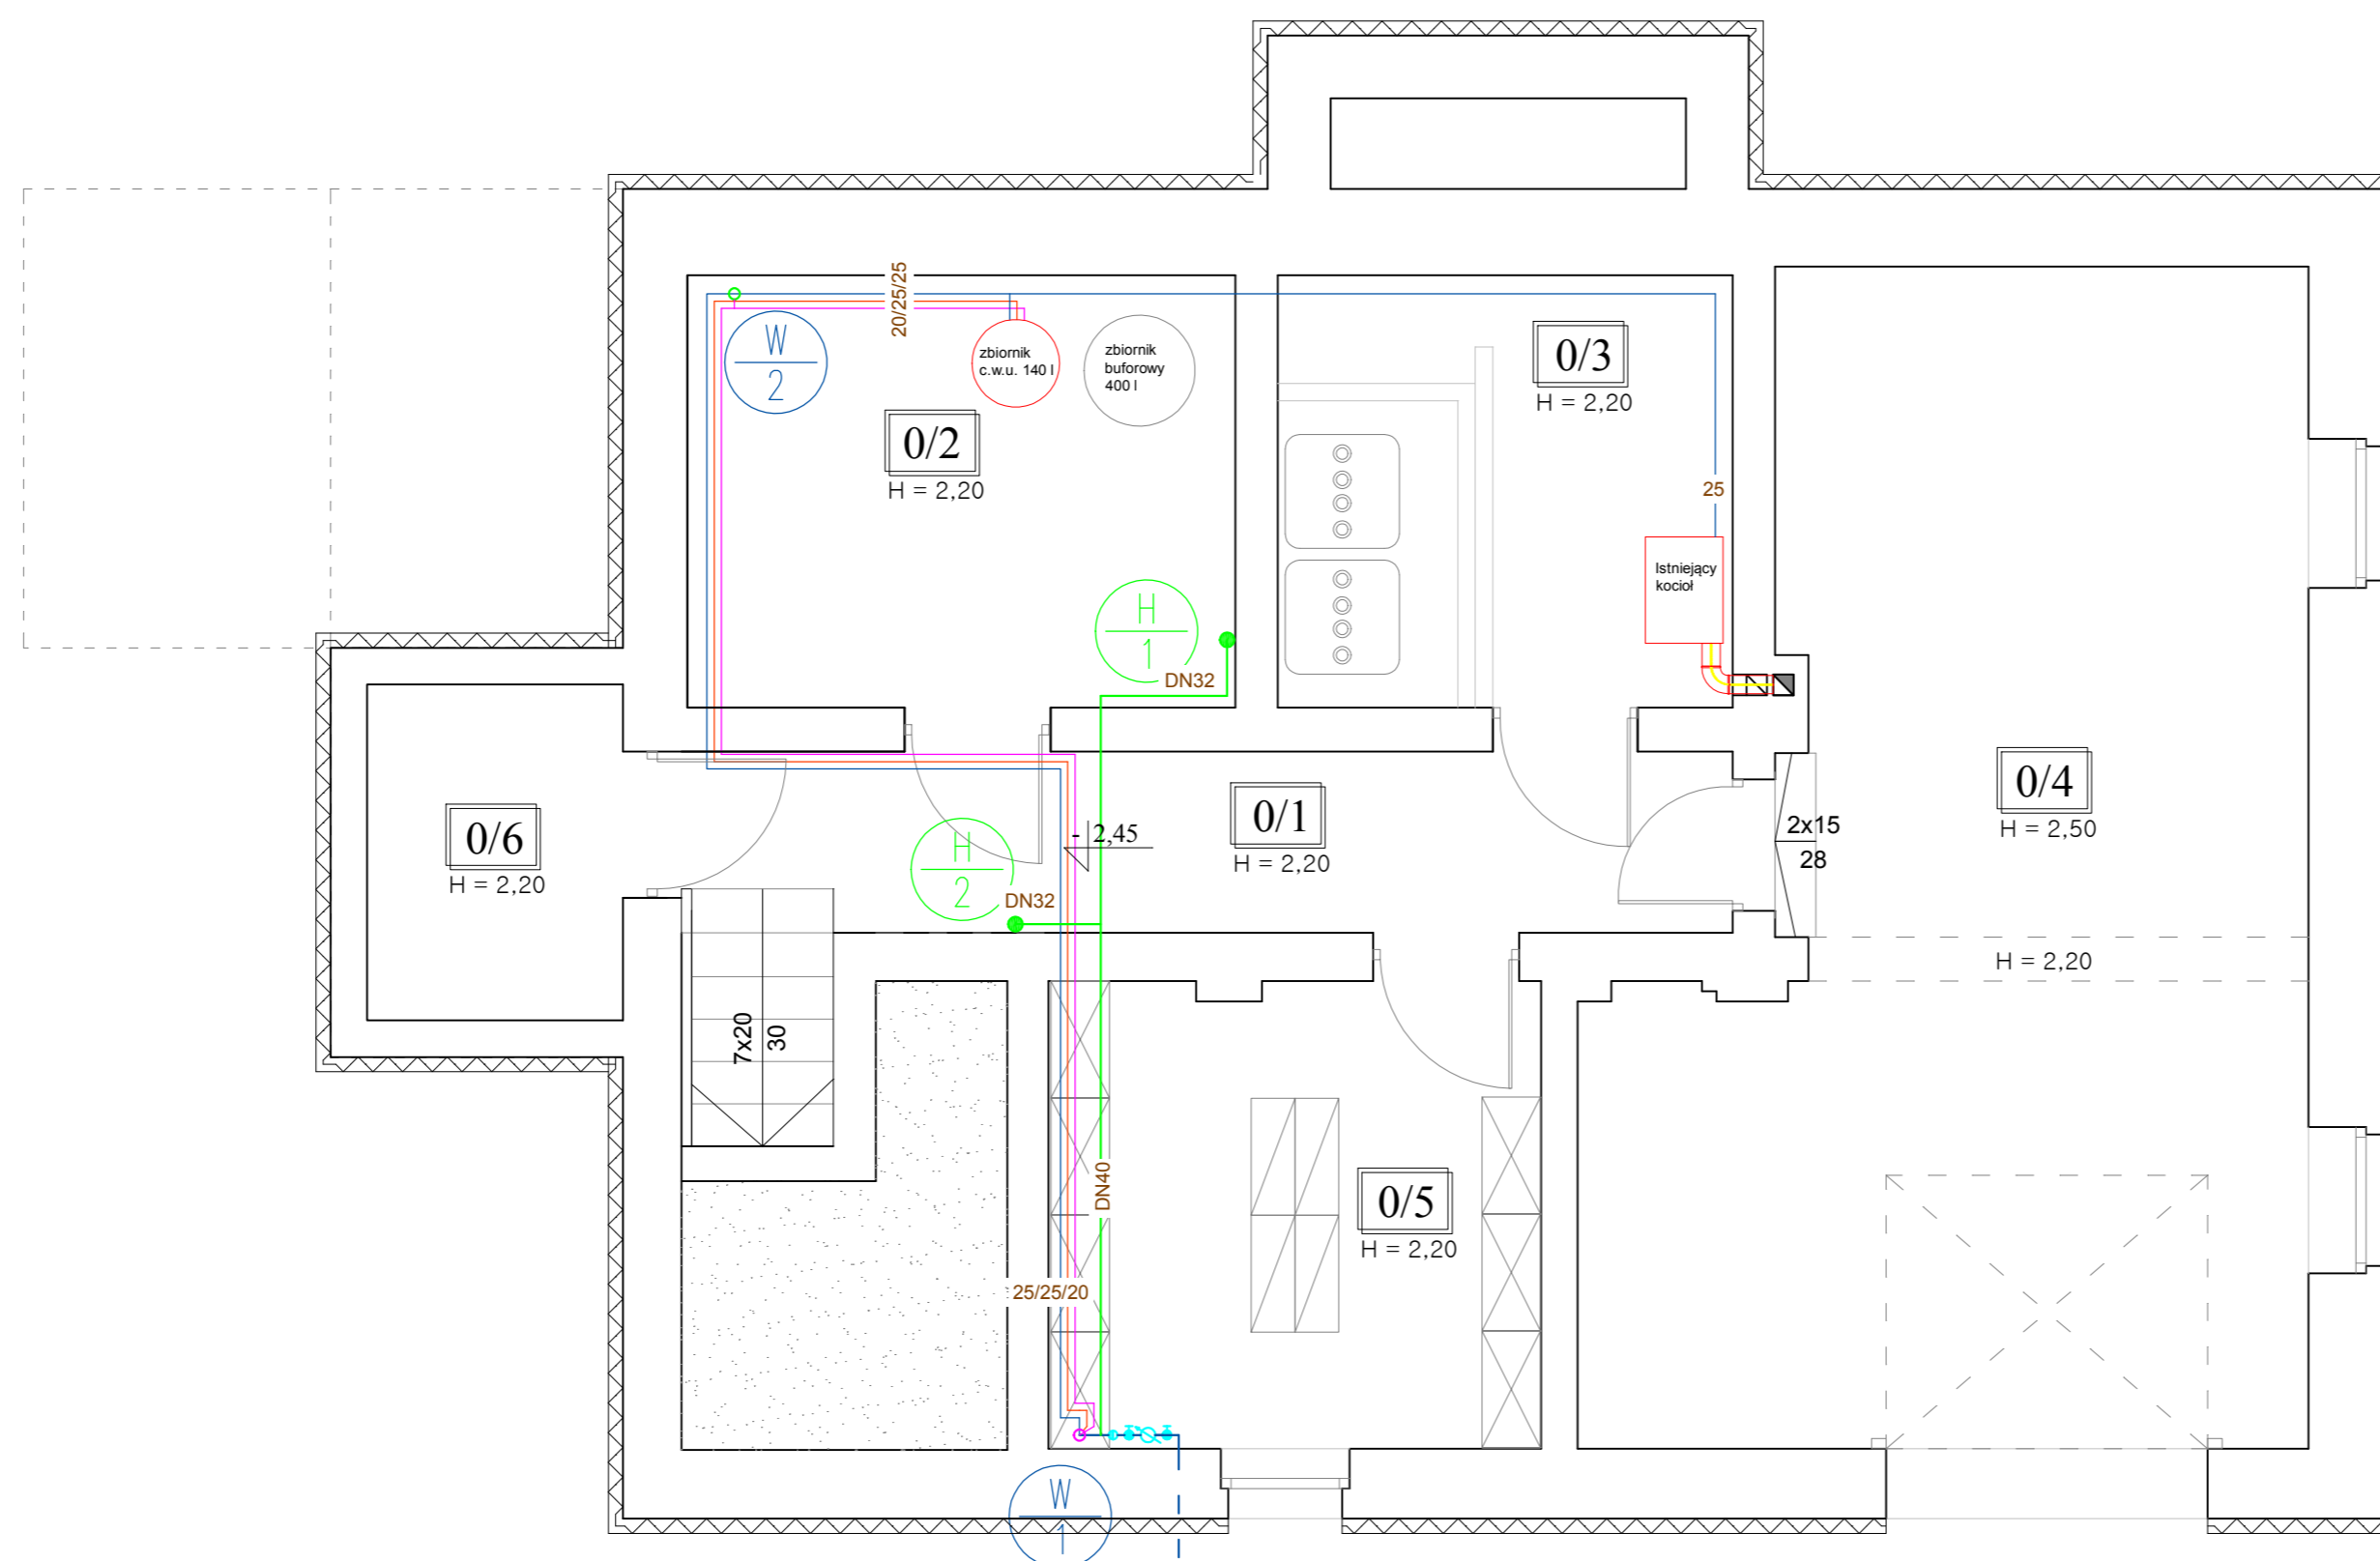 20/25/25
W
2
zbiornik
c.w.u. 140 l
zbiornik
buforowy
400 l
0/3
H = 2,20
0/2
H = 2,20
25
Istniejący
kocioł
H
1
DN32
0/6
H = 2,20
H
2
DN32
- 2,45
0/1
H = 2,20
2x15
28
0/4
H = 2,50
H = 2,20
7x20
30
DN40
0/5
H = 2,20
25/25/20
W
1